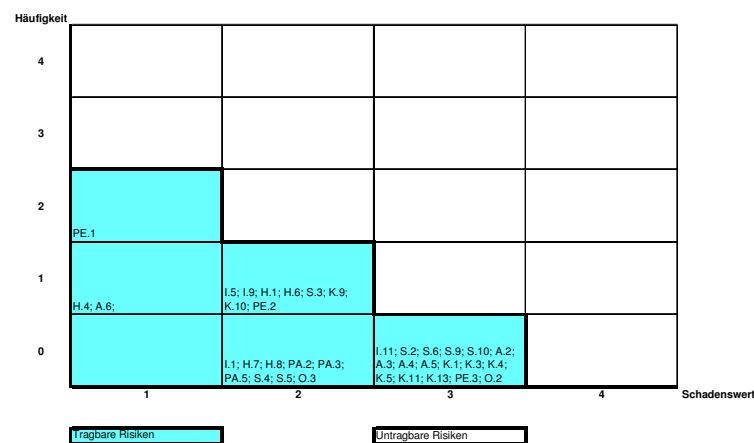 Häufigkeit
4
3
2
PE.1
1
H.4; A.6;
I.5; I.9; H.1; H.6; S.3; K.9;
K.10; PE.2
0
I.1; H.7; H.8; PA.2; PA.3;
PA.5; S.4; S.5; O.3
I.11; S.2; S.6; S.9; S.10; A.2;
A.3; A.4; A.5; K.1; K.3; K.4;
K.5; K.11; K.13; PE.3; O.2
1 2 3 4 Schadenswert
Tragbare Risiken Untragbare Risiken